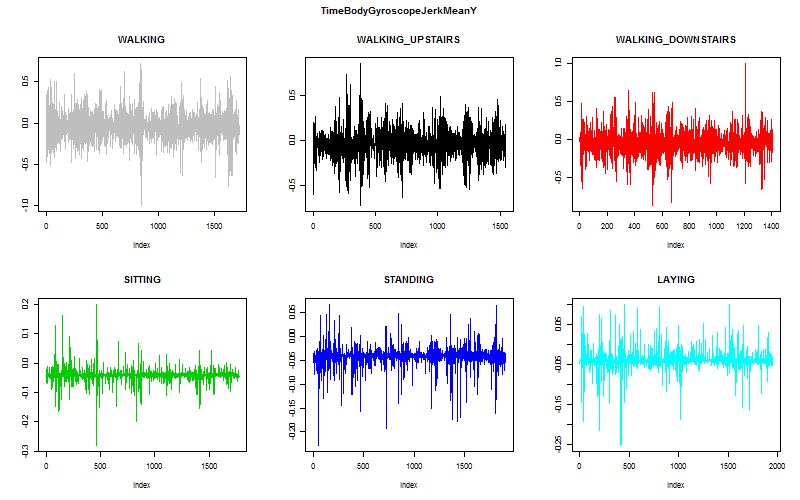 TimeBodyGyroscopeJerkMeanY
WALKING
0.5
0.0
-0.5
-1.0
0 500 1000 1500
Index
WALKING_UPSTAIRS
0.5
0.0
-0.5
0 500 1000 1500
Index
WALKING_DOWNSTAIRS
1.0
0.5
0.0
-0.5
0 200 400 600 800 1000 1200 1400
Index
SITTING
0.2
0.1
0.0
-0.1
-0.2
-0.3
0 500 1000 1500
Index
STANDING
0.05
0.00
-0.05
-0.10
-0.15
-0.20
0 500 1000 1500
Index
LAYING
0.05
-0.05
-0.15
-0.25
0 500 1000 1500 2000
Index